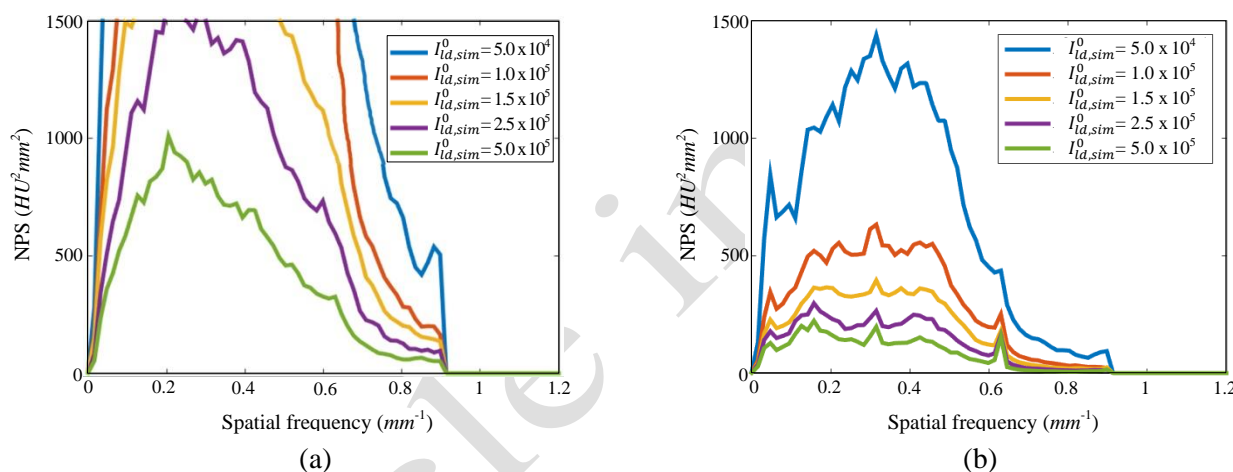 1500
1000
500
0
NPS (HU²mm²)
I⁰ld,sim = 5.0 x 10⁴
I⁰ld,sim = 1.0 x 10⁵
I⁰ld,sim = 1.5 x 10⁵
I⁰ld,sim = 2.5 x 10⁵
I⁰ld,sim = 5.0 x 10⁵
0 0.2 0.4 0.6 0.8 1 1.2
Spatial frequency (mm⁻¹)
(a)
1500
1000
500
0
NPS (HU²mm²)
I⁰ld,sim = 5.0 x 10⁴
I⁰ld,sim = 1.0 x 10⁵
I⁰ld,sim = 1.5 x 10⁵
I⁰ld,sim = 2.5 x 10⁵
I⁰ld,sim = 5.0 x 10⁵
0 0.2 0.4 0.6 0.8 1 1.2
Spatial frequency (mm⁻¹)
(b)
sle in